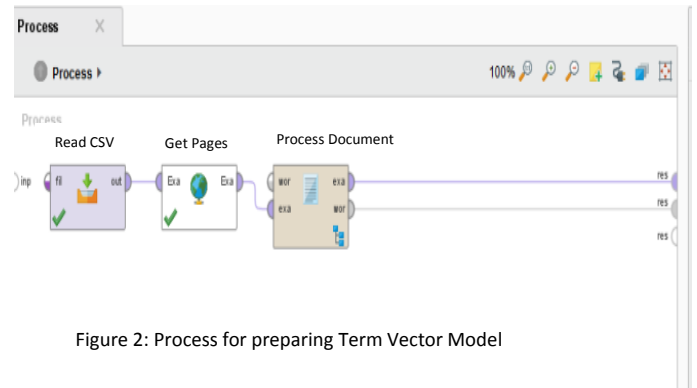 Process X
Process
100%
Process
Read CSV Get Pages Process Document
inp fil out Exa Exa wor exa res
exa wor res
res
Figure 2: Process for preparing Term Vector Model